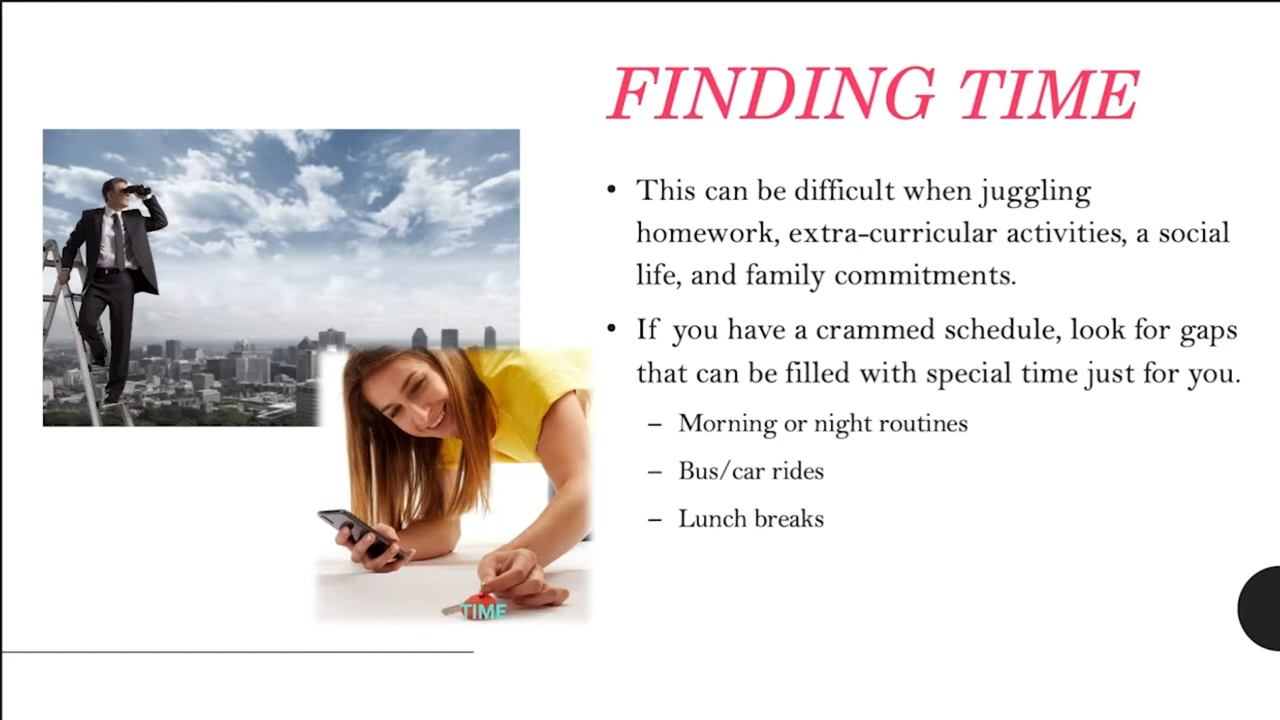 FINDING TIME
• This can be difficult when juggling
homework, extra-curricular activities, a social
life, and family commitments.
• If you have a crammed schedule, look for gaps
that can be filled with special time just for you.
– Morning or night routines
– Bus/car rides
– Lunch breaks
TIME